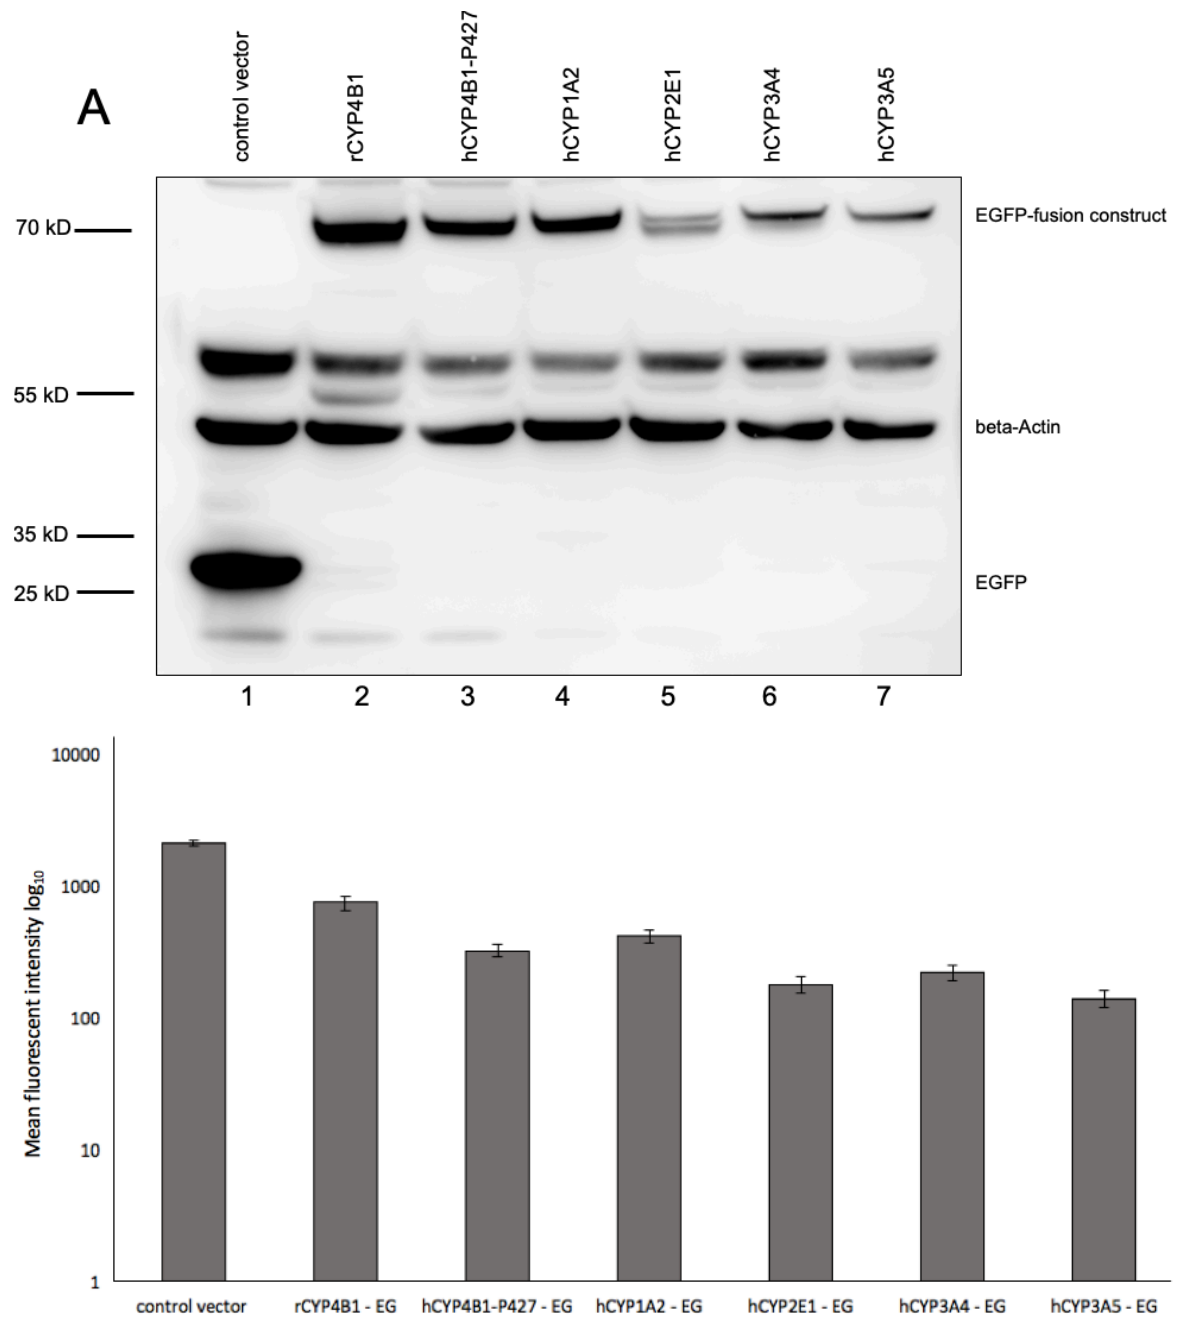 A
control vector
rCYP4B1
hCYP4B1-P427
hCYP1A2
hCYP2E1
hCYP3A4
hCYP3A5
70 kD
EGFP-fusion construct
55 kD
beta-Actin
35 kD
25 kD
EGFP
1 2 3 4 5 6 7
Mean fluorescent intensity log10
10000
1000
100
10
1
control vector rCYP4B1 - EG hCYP4B1-P427 - EG hCYP1A2 - EG hCYP2E1 - EG hCYP3A4 - EG hCYP3A5 - EG